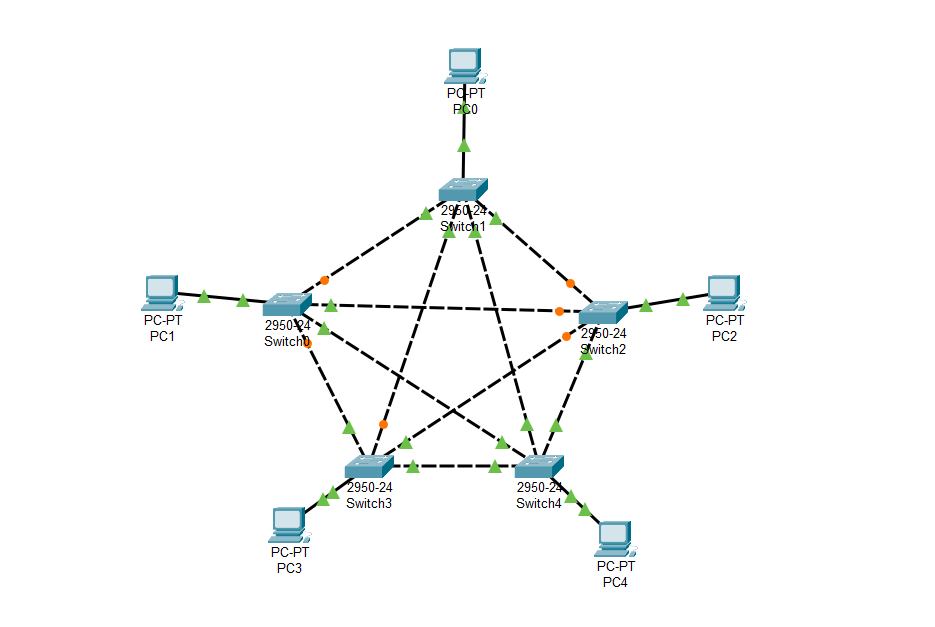 PC-PT
PC0
2950-24
Switch1
PC-PT
PC1
2950-24
Switch0
2950-24
Switch2
PC-PT
PC2
2950-24
Switch3
2950-24
Switch4
PC-PT
PC3
PC-PT
PC4